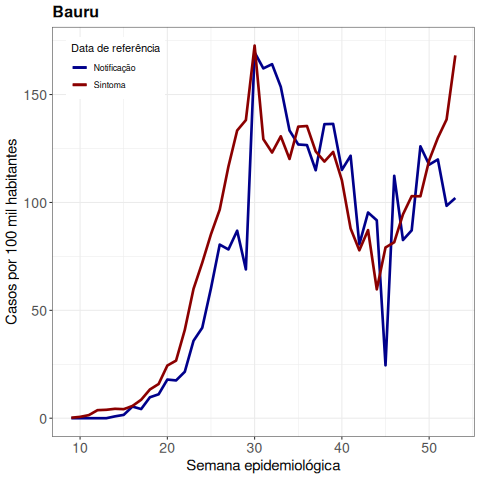 Bauru
Data de referência
Notificação
Sintoma
Casos por 100 mil habitantes
150
100
50
0
10 20 30 40 50
Semana epidemiológica